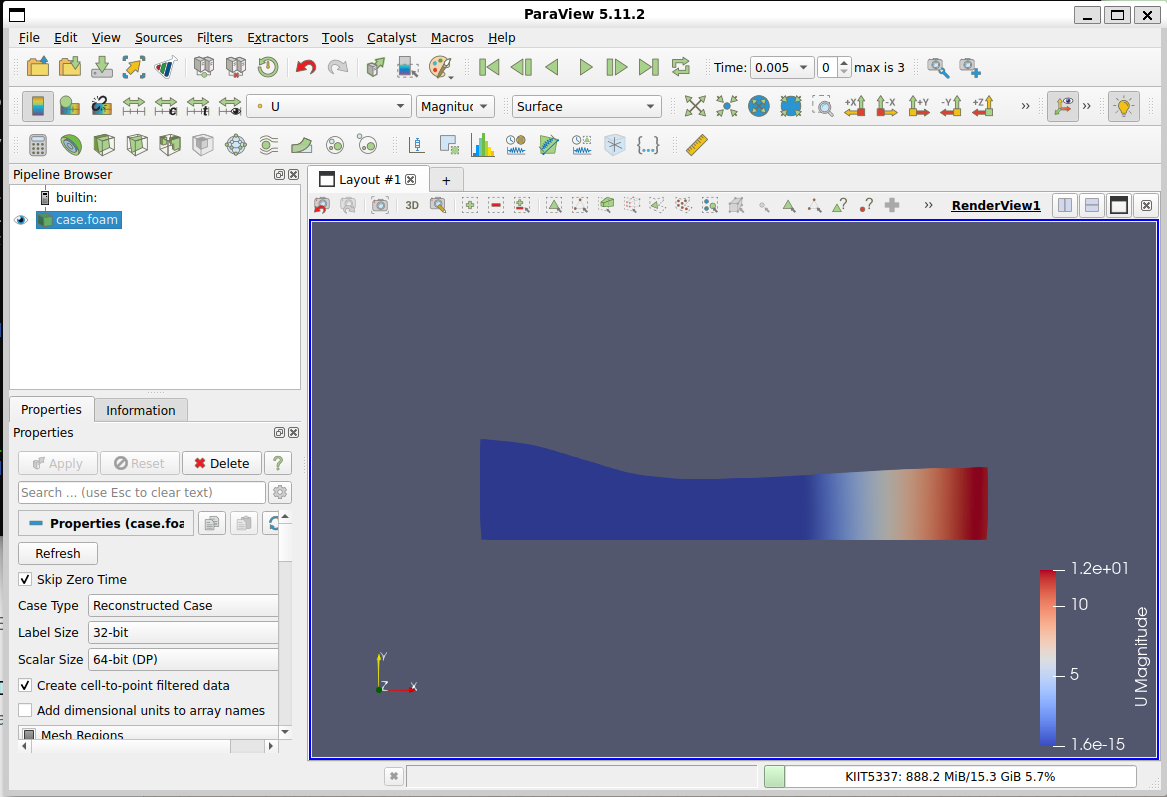 ParaView 5.11.2
File Edit View Sources Filters Extractors Tools Catalyst Macros Help
Time: 0.005 0 max is 3
U Magnituc Surface
+X -X +Y -Y +Z
Pipeline Browser
builtin:
case.foam
Layout #1 +
3D RenderView1
Properties Information
Properties
Apply Reset Delete ?
Search ... (use Esc to clear text)
Properties (case.foa
Refresh
Skip Zero Time
Case Type Reconstructed Case
Label Size 32-bit
Scalar Size 64-bit (DP)
Create cell-to-point filtered data
Add dimensional units to array names
Mesh Regions
Y
Z X
1.2e+01
10
5
1.6e-15
U Magnitude
KIIT5337: 888.2 MiB/15.3 GiB 5.7%